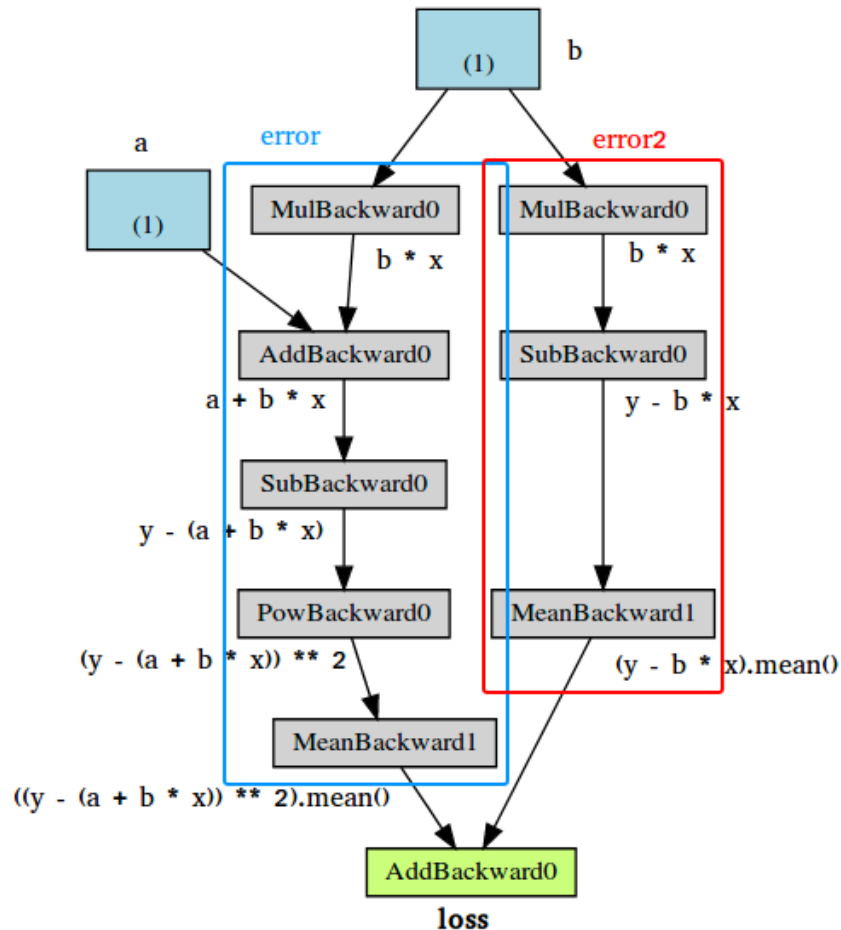 (1)
b
error
error2
a
(1)
MulBackward0
MulBackward0
b * x
b * x
AddBackward0
SubBackward0
a + b * x
y - b * x
SubBackward0
y - (a + b * x)
PowBackward0
MeanBackward1
(y - (a + b * x)) ** 2
(y - b * x).mean()
MeanBackward1
((y - (a + b * x)) ** 2).mean()
AddBackward0
loss